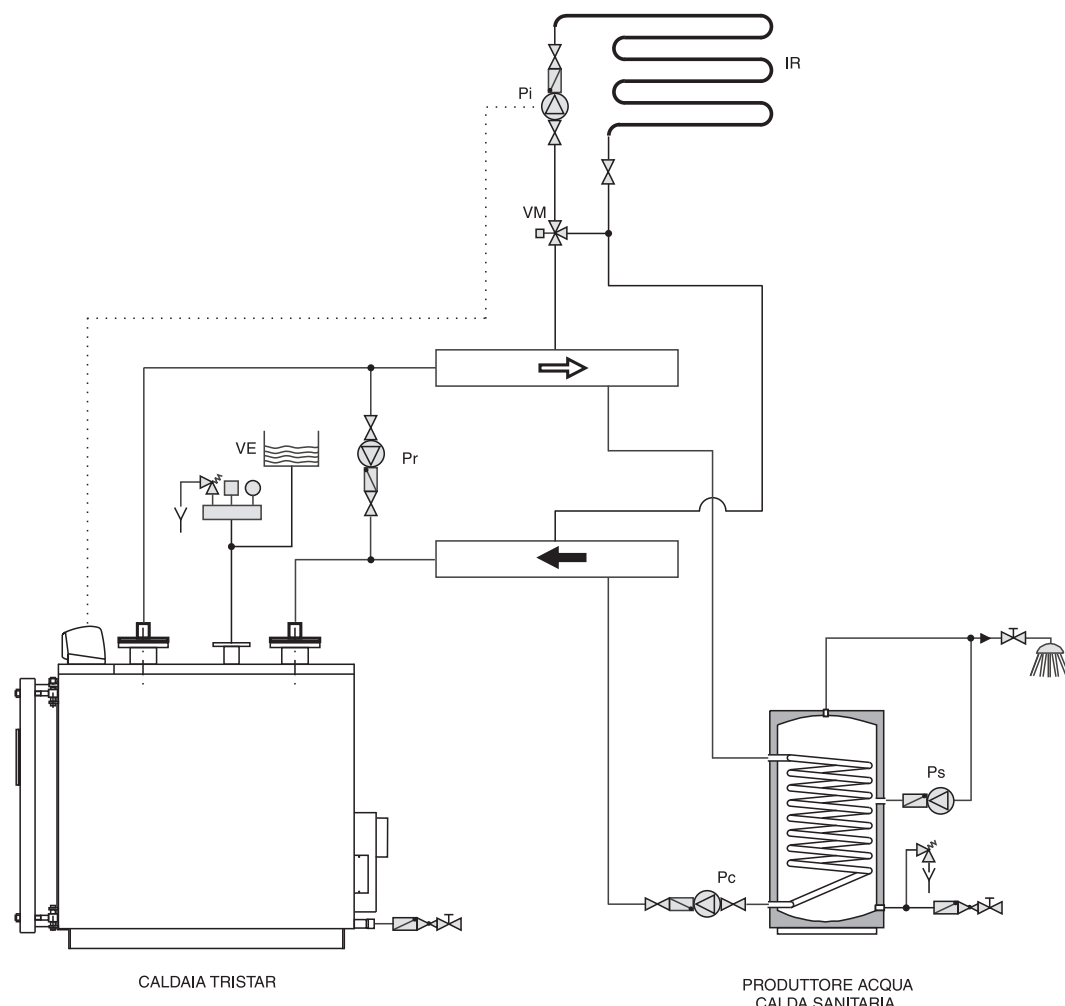 IR
Pi
VM
VE
Pr
Ps
Pc
CALDAIA TRISTAR
PRODUTTORE ACQUA
CALDA SANITARIA